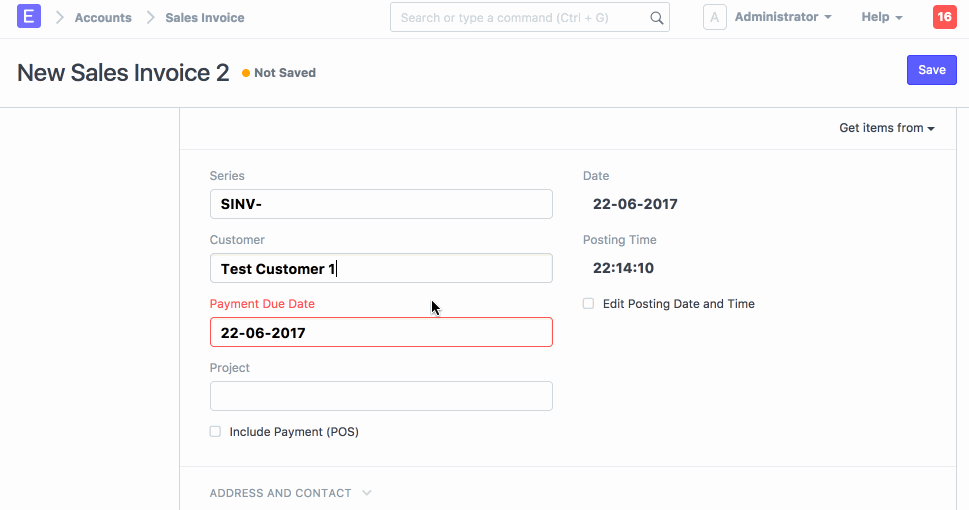 E Accounts Sales Invoice Search or type a command (Ctrl + G) A Administrator Help 16
New Sales Invoice 2 Not Saved Save
Get items from
Series
SINV-
Customer
Test Customer 1
Payment Due Date
22-06-2017
Project
Include Payment (POS)
Date
22-06-2017
Posting Time
22:14:10
Edit Posting Date and Time
ADDRESS AND CONTACT